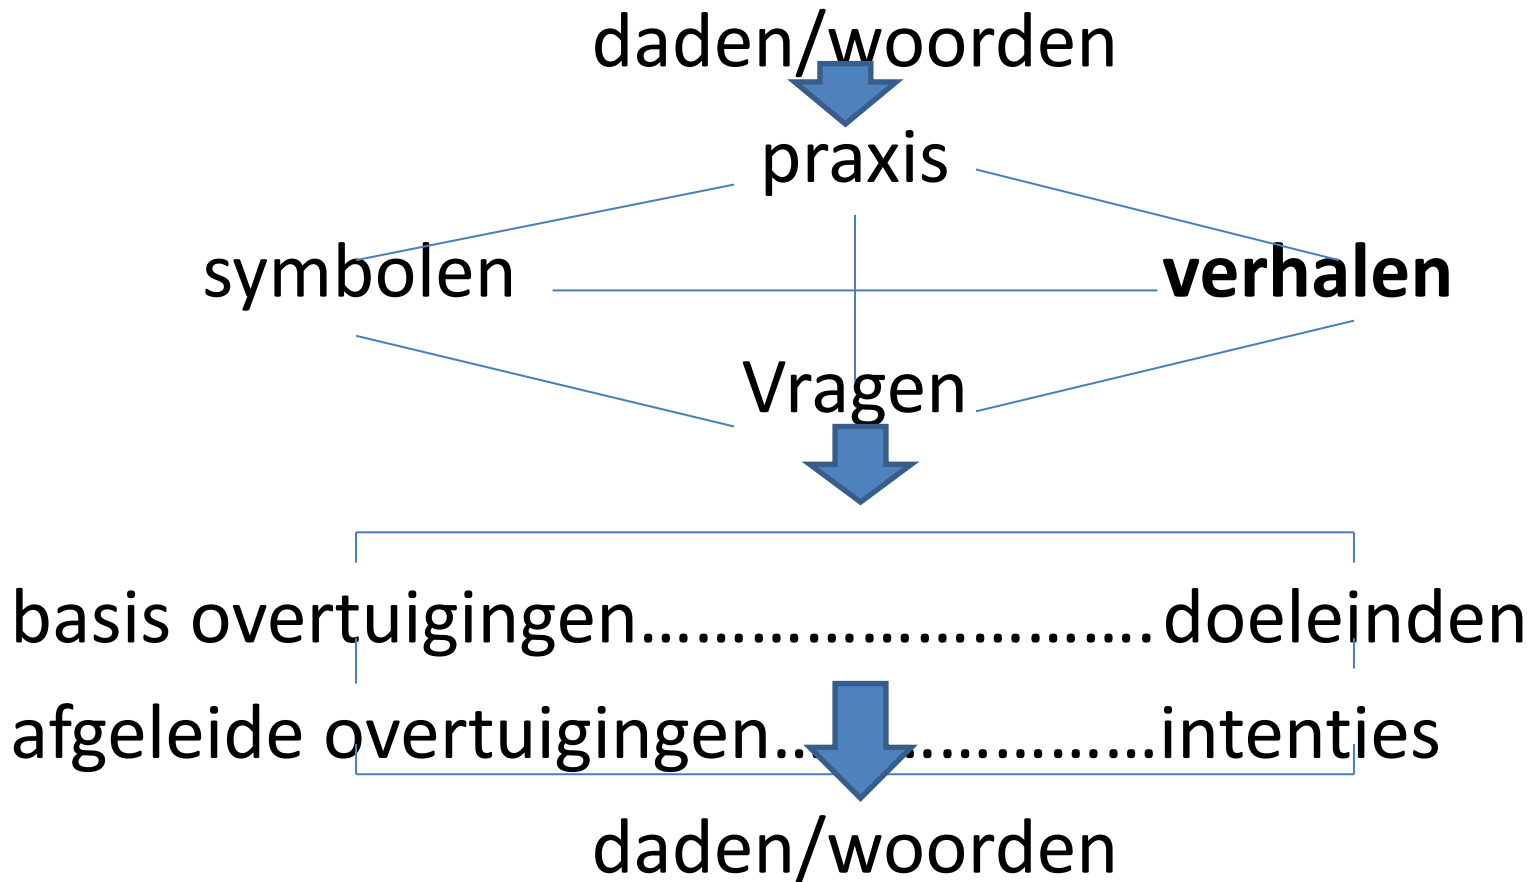 daden/woorden
praxis
symbolen verhalen
Vragen
basis overtuigingen……………………….doeleinden
afgeleide overtuigingen…………………intenties
daden/woorden